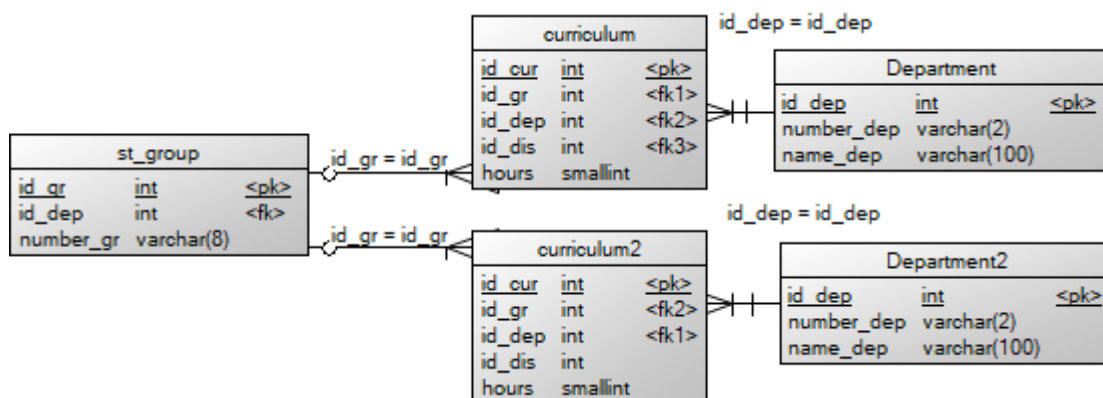 id_dep = id_dep
curriculum
id_cur int <pk>
id_gr int <fk1>
id_dep int <fk2>
id_dis int <fk3>
hours smallint
Department
id_dep int <pk>
number_dep varchar(2)
name_dep varchar(100)
st_group
id_gr int <pk>
id_dep int <fk>
number_gr varchar(8)
id_gr = id_gr
id_gr = id_gr
id_dep = id_dep
curriculum2
id_cur int <pk>
id_gr int <fk2>
id_dep int <fk1>
id_dis int
hours smallint
Department2
id_dep int <pk>
number_dep varchar(2)
name_dep varchar(100)